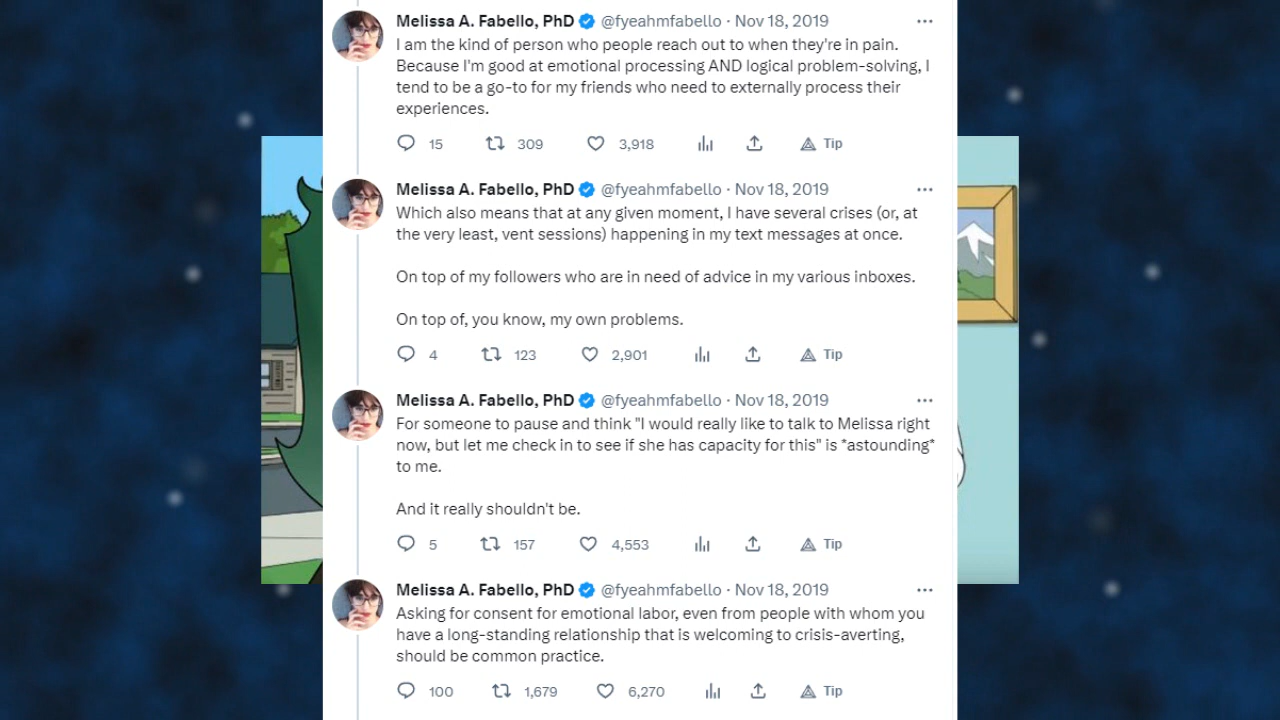 Melissa A. Fabello, PhD @fyeahmfabello · Nov 18, 2019
I am the kind of person who people reach out to when they're in pain.
Because I'm good at emotional processing AND logical problem-solving, I
tend to be a go-to for my friends who need to externally process their
experiences.
15 309 3,918 Tip
Melissa A. Fabello, PhD @fyeahmfabello · Nov 18, 2019
Which also means that at any given moment, I have several crises (or, at
the very least, vent sessions) happening in my text messages at once.
On top of my followers who are in need of advice in my various inboxes.
On top of, you know, my own problems.
4 123 2,901 Tip
Melissa A. Fabello, PhD @fyeahmfabello · Nov 18, 2019
For someone to pause and think "I would really like to talk to Melissa right
now, but let me check in to see if she has capacity for this" is *astounding*
to me.
And it really shouldn't be.
5 157 4,553 Tip
Melissa A. Fabello, PhD @fyeahmfabello · Nov 18, 2019
Asking for consent for emotional labor, even from people with whom you
have a long-standing relationship that is welcoming to crisis-averting,
should be common practice.
100 1,679 6,270 Tip